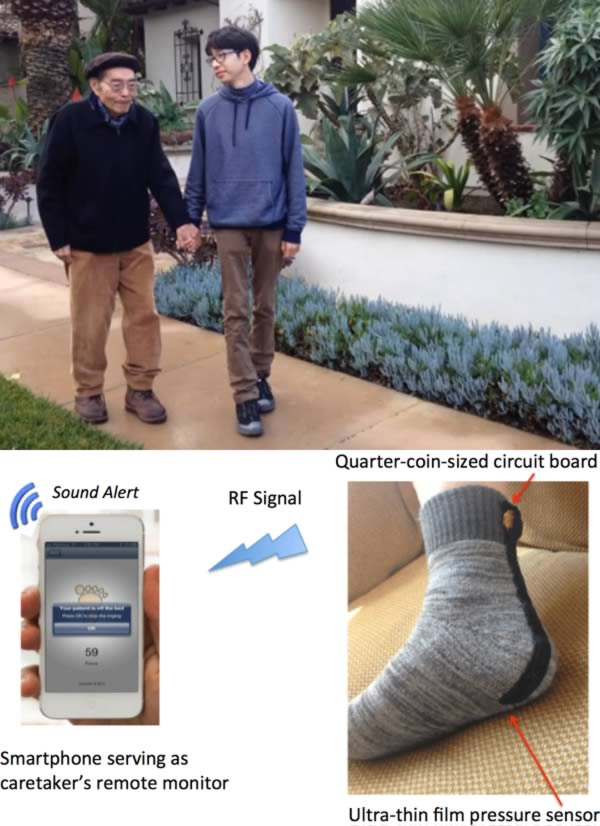 Quarter-coin-sized circuit board
Sound Alert
RF Signal
Your patient is off the bed
Press OK to stop the ringing
OK
59
Smartphone serving as
caretaker's remote monitor
Ultra-thin film pressure sensor